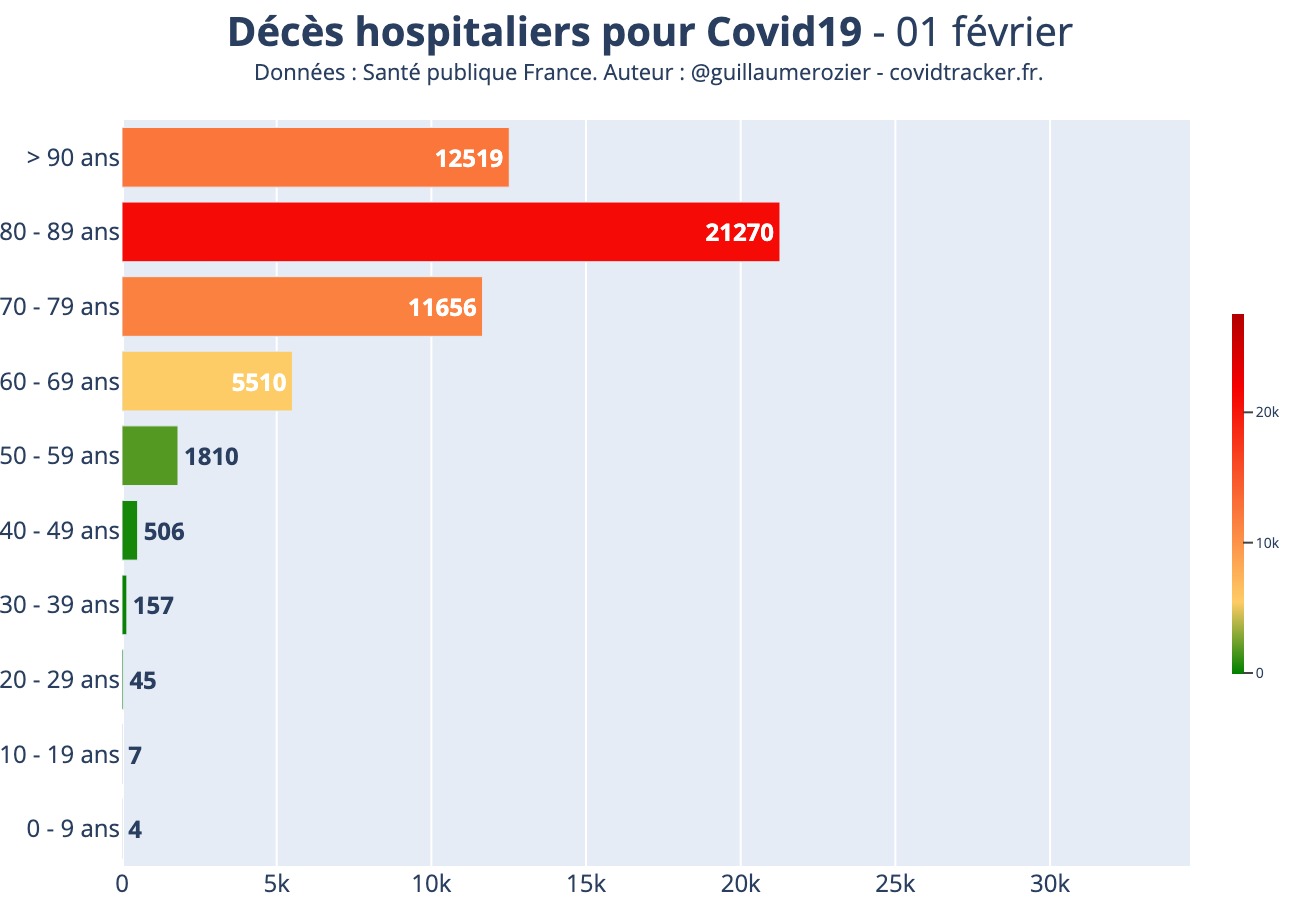 Décès hospitaliers pour Covid19 - 01 février
Données : Santé publique France. Auteur : @guillaumerozier - covidtracker.fr.
> 90 ans 12519
80 - 89 ans 21270
70 - 79 ans 11656
60 - 69 ans 5510
50 - 59 ans 1810
40 - 49 ans 506
30 - 39 ans 157
20 - 29 ans 45
10 - 19 ans 7
0 - 9 ans 4
0 5k 10k 15k 20k 25k 30k
20k
10k
0